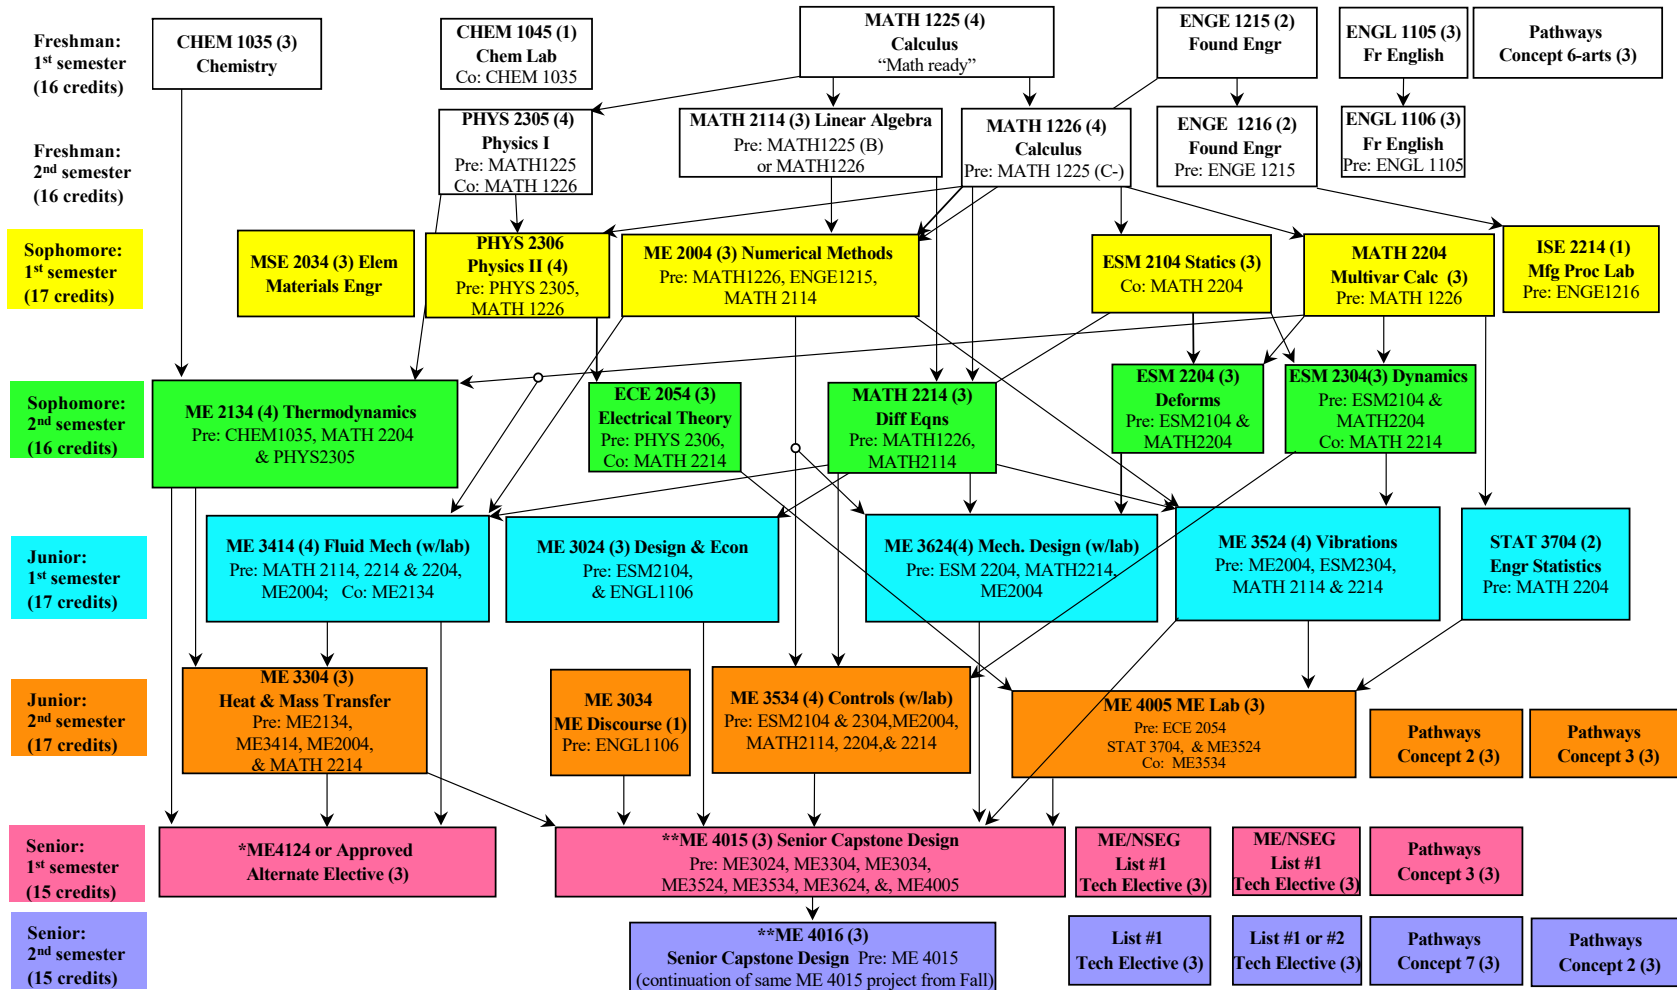 Freshman:
1st semester
(16 credits)
CHEM 1035 (3)
Chemistry
CHEM 1045 (1)
Chem Lab
Co: CHEM 1035
MATH 1225 (4)
Calculus
“Math ready”
ENGE 1215 (2)
Found Engr
ENGL 1105 (3)
Fr English
Pathways
Concept 6-arts (3)
Freshman:
2nd semester
(16 credits)
PHYS 2305 (4)
Physics I
Pre: MATH1225
Co: MATH 1226
MATH 2114 (3) Linear Algebra
Pre: MATH1225 (B)
or MATH1226
MATH 1226 (4)
Calculus
Pre: MATH 1225 (C-)
ENGE 1216 (2)
Found Engr
Pre: ENGE 1215
ENGL 1106 (3)
Fr English
Pre: ENGL 1105
Sophomore:
1st semester
(17 credits)
MSE 2034 (3) Elem
Materials Engr
PHYS 2306
Physics II (4)
Pre: PHYS 2305,
MATH 1226
ME 2004 (3) Numerical Methods
Pre: MATH1226, ENGE1215,
MATH 2114
ESM 2104 Statics (3)
Co: MATH 2204
MATH 2204
Multivar Calc (3)
Pre: MATH 1226
ISE 2214 (1)
Mfg Proc Lab
Pre: ENGE1216
Sophomore:
2nd semester
(16 credits)
ME 2134 (4) Thermodynamics
Pre: CHEM1035, MATH 2204
& PHYS2305
ECE 2054 (3)
Electrical Theory
Pre: PHYS 2306,
Co: MATH 2214
MATH 2214 (3)
Diff Eqns
Pre: MATH1226,
MATH2114
ESM 2204 (3)
Deforms
Pre: ESM2104 &
MATH2204
ESM 2304(3) Dynamics
Pre: ESM2104 &
MATH2204
Co: MATH 2214
Junior:
1st semester
(17 credits)
ME 3414 (4) Fluid Mech (w/lab)
Pre: MATH 2114, 2214 & 2204,
ME2004; Co: ME2134
ME 3024 (3) Design & Econ
Pre: ESM2104,
& ENGL1106
ME 3624(4) Mech. Design (w/lab)
Pre: ESM 2204, MATH2214,
ME2004
ME 3524 (4) Vibrations
Pre: ME2004, ESM2304,
MATH 2114 & 2214
STAT 3704 (2)
Engr Statistics
Pre: MATH 2204
Junior:
2nd semester
(17 credits)
ME 3304 (3)
Heat & Mass Transfer
Pre: ME2134,
ME3414, ME2004,
& MATH 2214
ME 3034
ME Discourse (1)
Pre: ENGL1106
ME 3534 (4) Controls (w/lab)
Pre: ESM2104 & 2304,ME2004,
MATH2114, 2204,& 2214
ME 4005 ME Lab (3)
Pre: ECE 2054
STAT 3704, & ME3524
Co: ME3534
Pathways
Concept 2 (3)
Pathways
Concept 3 (3)
Senior:
1st semester
(15 credits)
*ME4124 or Approved
Alternate Elective (3)
**ME 4015 (3) Senior Capstone Design
Pre: ME3024, ME3304, ME3034,
ME3524, ME3534, ME3624, &, ME4005
ME/NSEG
List #1
Tech Elective (3)
ME/NSEG
List #1
Tech Elective (3)
Pathways
Concept 3 (3)
Senior:
2nd semester
(15 credits)
**ME 4016 (3)
Senior Capstone Design Pre: ME 4015
(continuation of same ME 4015 project from Fall)
List #1
Tech Elective (3)
List #1 or #2
Tech Elective (3)
Pathways
Concept 7 (3)
Pathways
Concept 2 (3)